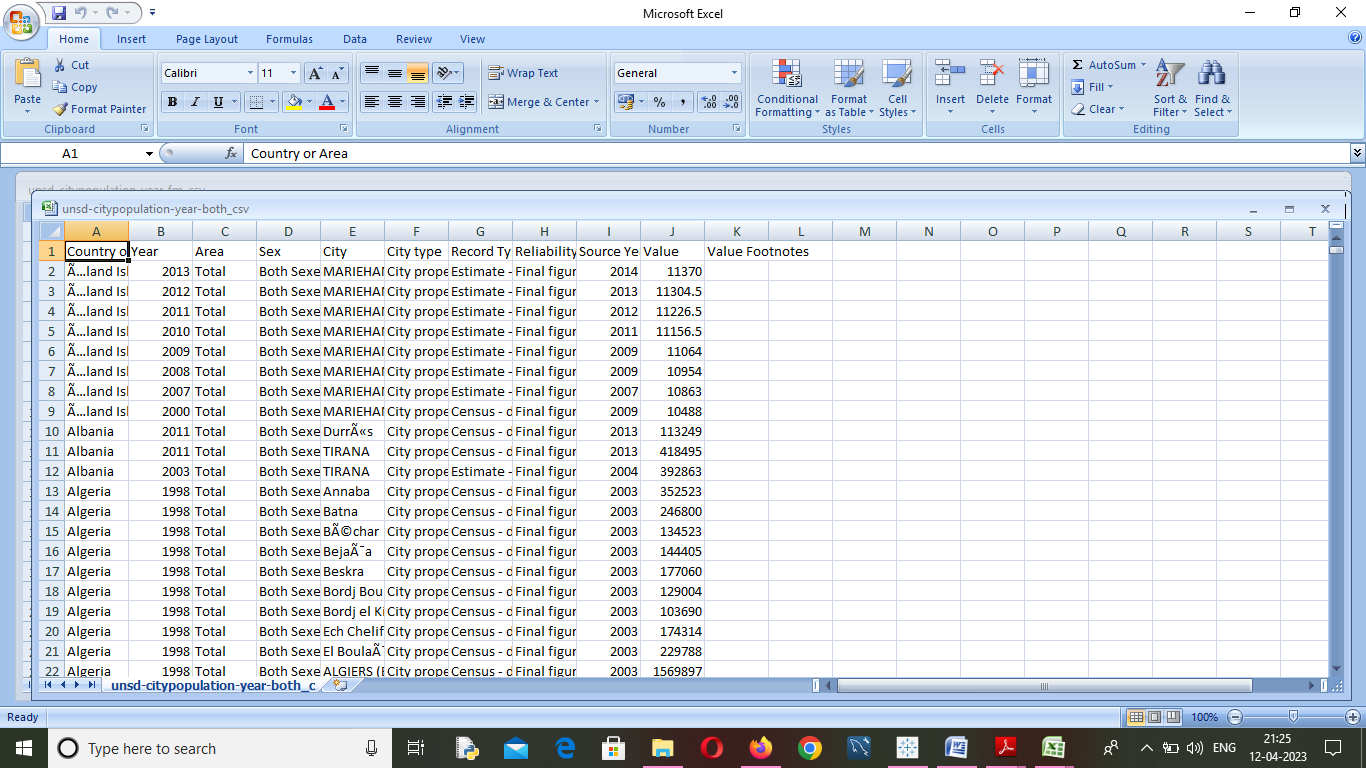 Microsoft Excel
Home Insert Page Layout Formulas Data Review View
Paste Cut Copy Format Painter Clipboard
Calibri 11 B I U Font
Wrap Text Merge & Center Alignment
General % , Number
Conditional Formatting Format as Table Cell Styles Styles
Insert Delete Format Cells
Σ AutoSum Fill Clear Sort & Filter Find & Select Editing
A1 fx Country or Area
unsd-citypopulation-year-fm_csv
unsd-citypopulation-year-both_csv
A B C D E F G H I J K L M N O P Q R S T
1 Country o Year Area Sex City City type Record Ty Reliability Source Ye Value Value Footnotes
2 Ã…land Isl 2013 Total Both Sexe MARIEHAM City prope Estimate - Final figur 2014 11370
3 Ã…land Isl 2012 Total Both Sexe MARIEHAM City prope Estimate - Final figur 2013 11304.5
4 Ã…land Isl 2011 Total Both Sexe MARIEHAM City prope Estimate - Final figur 2012 11226.5
5 Ã…land Isl 2010 Total Both Sexe MARIEHAM City prope Estimate - Final figur 2011 11156.5
6 Ã…land Isl 2009 Total Both Sexe MARIEHAM City prope Estimate - Final figur 2009 11064
7 Ã…land Isl 2008 Total Both Sexe MARIEHAM City prope Estimate - Final figur 2009 10954
8 Ã…land Isl 2007 Total Both Sexe MARIEHAM City prope Estimate - Final figur 2007 10863
9 Ã…land Isl 2000 Total Both Sexe MARIEHAM City prope Census - d Final figur 2009 10488
10 Albania 2011 Total Both Sexe DurrÃ«s City prope Census - d Final figur 2013 113249
11 Albania 2011 Total Both Sexe TIRANA City prope Census - d Final figur 2013 418495
12 Albania 2003 Total Both Sexe TIRANA City prope Estimate - Final figur 2004 392863
13 Algeria 1998 Total Both Sexe Annaba City prope Census - d Final figur 2003 352523
14 Algeria 1998 Total Both Sexe Batna City prope Census - d Final figur 2003 246800
15 Algeria 1998 Total Both Sexe BÃ©char City prope Census - d Final figur 2003 134523
16 Algeria 1998 Total Both Sexe BejaÃ¯a City prope Census - d Final figur 2003 144405
17 Algeria 1998 Total Both Sexe Beskra City prope Census - d Final figur 2003 177060
18 Algeria 1998 Total Both Sexe Bordj Bou City prope Census - d Final figur 2003 129004
19 Algeria 1998 Total Both Sexe Bordj el Ki City prope Census - d Final figur 2003 103690
20 Algeria 1998 Total Both Sexe Ech Chelif City prope Census - d Final figur 2003 174314
21 Algeria 1998 Total Both Sexe El BoulaÃ¯ City prope Census - d Final figur 2003 229788
22 Algeria 1998 Total Both Sexe ALGIERS (E City prope Census - d Final figur 2003 1569897
unsd-citypopulation-year-both_c
Ready 100%
Type here to search ENG 21:25
12-04-2023